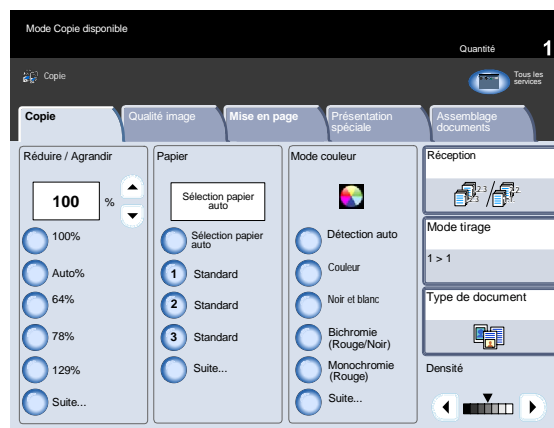 Mode Copie disponible
Quantité
1
Copie
Tous les
services
Copie
Qualité image
Mise en page
Présentation
spéciale
Assemblage
documents
Réduire / Agrandir
100
%
100%
Auto%
64%
78%
129%
Suite...
Papier
Sélection papier
auto
Sélection papier
auto
1 Standard
2 Standard
3 Standard
Suite...
Mode couleur
Détection auto
Couleur
Noir et blanc
Bichromie
(Rouge/Noir)
Monochromie
(Rouge)
Suite...
Réception
Mode tirage
1 > 1
Type de document
Densité